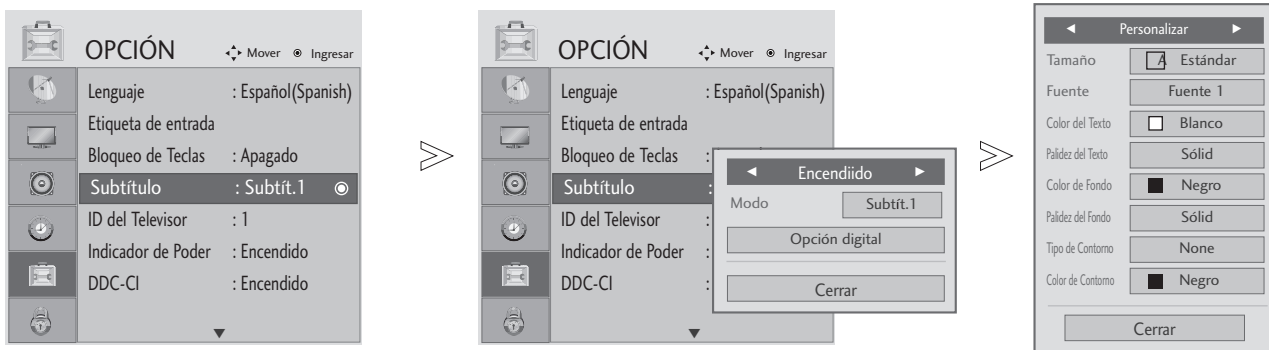 OPCIÓN Mover Ingresar
Lenguaje : Español(Spanish)
Etiqueta de entrada
Bloqueo de Teclas : Apagado
Subtítulo : Subtít.1
ID del Televisor : 1
Indicador de Poder : Encendido
DDC-CI : Encendido
OPCIÓN Mover Ingresar
Lenguaje : Español(Spanish)
Etiqueta de entrada
Bloqueo de Teclas :
Subtítulo :
ID del Televisor :
Indicador de Poder :
DDC-CI :
Encendiido
Modo Subtít.1
Opción digital
Cerrar
Personalizar
Tamaño A Estándar
Fuente Fuente 1
Color del Texto Blanco
Palidez del Texto Sólid
Color de Fondo Negro
Palidez del Fondo Sólid
Tipo de Contorno None
Color de Contorno Negro
Cerrar